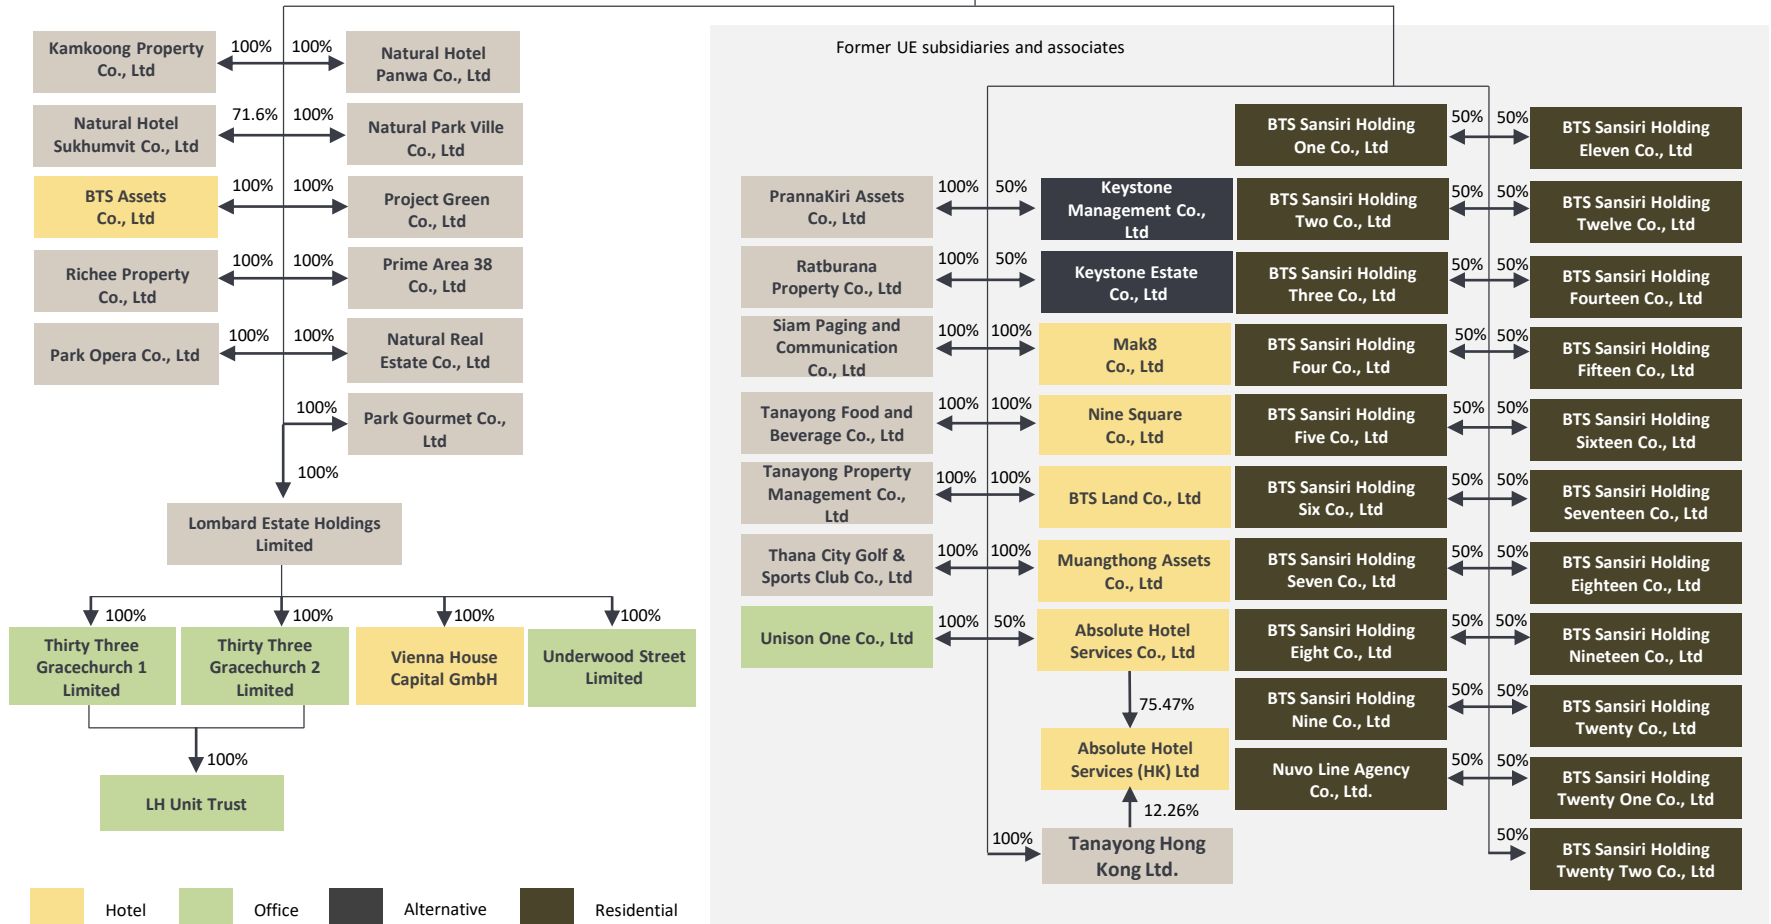 Kamkoong Property
Co., Ltd
100%
100%
Natural Hotel
Panwa Co., Ltd
Natural Hotel
Sukhumvit Co., Ltd
71.6%
100%
Natural Park Ville
Co., Ltd
BTS Assets
Co., Ltd
100%
100%
Project Green
Co., Ltd
Richee Property
Co., Ltd
100%
100%
Prime Area 38
Co., Ltd
Park Opera Co., Ltd
100%
100%
Natural Real
Estate Co., Ltd
100%
Park Gourmet Co.,
Ltd
100%
Lombard Estate Holdings
Limited
100%
100%
100%
100%
Thirty Three
Gracechurch 1
Limited
Thirty Three
Gracechurch 2
Limited
Vienna House
Capital GmbH
Underwood Street
Limited
100%
LH Unit Trust
Former UE subsidiaries and associates
PrannaKiri Assets
Co., Ltd
100%
50%
Keystone
Management Co.,
Ltd
Ratburana
Property Co., Ltd
100%
50%
Keystone Estate
Co., Ltd
Siam Paging and
Communication
Co., Ltd
100%
100%
Mak8
Co., Ltd
Tanayong Food and
Beverage Co., Ltd
100%
100%
Nine Square
Co., Ltd
Tanayong Property
Management Co.,
Ltd
100%
100%
BTS Land Co., Ltd
Thana City Golf &
Sports Club Co., Ltd
100%
100%
Muangthong Assets
Co., Ltd
Unison One Co., Ltd
100%
50%
Absolute Hotel
Services Co., Ltd
75.47%
Absolute Hotel
Services (HK) Ltd
12.26%
100%
Tanayong Hong
Kong Ltd.
BTS Sansiri Holding
One Co., Ltd
50%
50%
BTS Sansiri Holding
Eleven Co., Ltd
BTS Sansiri Holding
Two Co., Ltd
50%
50%
BTS Sansiri Holding
Twelve Co., Ltd
BTS Sansiri Holding
Three Co., Ltd
50%
50%
BTS Sansiri Holding
Fourteen Co., Ltd
BTS Sansiri Holding
Four Co., Ltd
50%
50%
BTS Sansiri Holding
Fifteen Co., Ltd
BTS Sansiri Holding
Five Co., Ltd
50%
50%
BTS Sansiri Holding
Sixteen Co., Ltd
BTS Sansiri Holding
Six Co., Ltd
50%
50%
BTS Sansiri Holding
Seventeen Co., Ltd
BTS Sansiri Holding
Seven Co., Ltd
50%
50%
BTS Sansiri Holding
Eighteen Co., Ltd
BTS Sansiri Holding
Eight Co., Ltd
50%
50%
BTS Sansiri Holding
Nineteen Co., Ltd
BTS Sansiri Holding
Nine Co., Ltd
50%
50%
BTS Sansiri Holding
Twenty Co., Ltd
Nuvo Line Agency
Co., Ltd.
50%
50%
BTS Sansiri Holding
Twenty One Co., Ltd
50%
BTS Sansiri Holding
Twenty Two Co., Ltd
Hotel
Office
Alternative
Residential